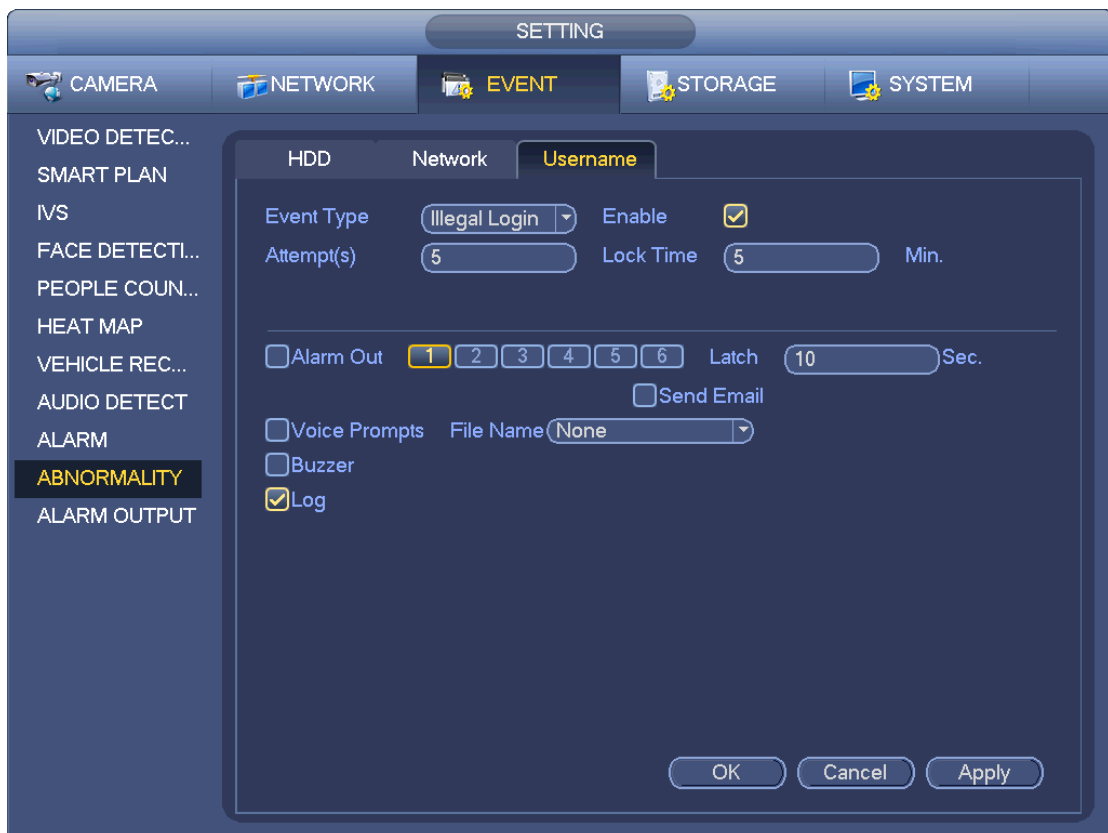 SETTING
CAMERA NETWORK EVENT STORAGE SYSTEM
VIDEO DETEC...
SMART PLAN
IVS
FACE DETECTI...
PEOPLE COUN...
HEAT MAP
VEHICLE REC...
AUDIO DETECT
ALARM
ABNORMALITY
ALARM OUTPUT
HDD Network Username
Event Type Illegal Login Enable
Attempt(s) 5 Lock Time 5 Min.
Alarm Out 1 2 3 4 5 6 Latch 10 Sec.
Send Email
Voice Prompts File Name None
Buzzer
Log
OK Cancel Apply